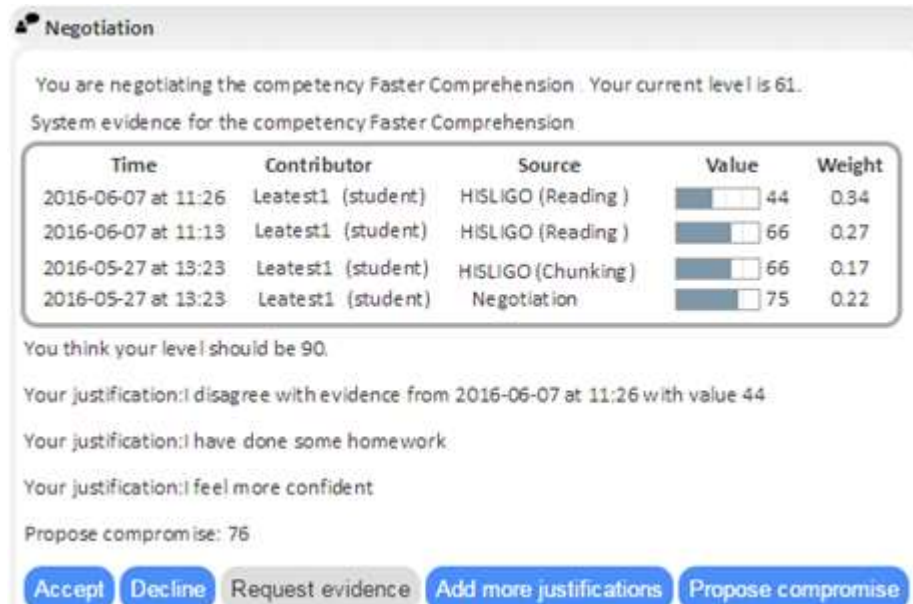 Negotiation
You are negotiating the competency Faster Comprehension . Your current level is 61.
System evidence for the competency Faster Comprehension
Time Contributor Source Value Weight
2016-06-07 at 11:26 Leatest1 (student) HISLIGO (Reading ) 44 0.34
2016-06-07 at 11:13 Leatest1 (student) HISLIGO (Reading ) 66 0.27
2016-05-27 at 13:23 Leatest1 (student) HISLIGO (Chunking ) 66 0.17
2016-05-27 at 13:23 Leatest1 (student) Negotiation 75 0.22
You think your level should be 90.
Your justification:I disagree with evidence from 2016-06-07 at 11:26 with value 44
Your justification:I have done some homework
Your justification:I feel more confident
Propose compromise: 76
Accept Decline Request evidence Add more justifications Propose compromise